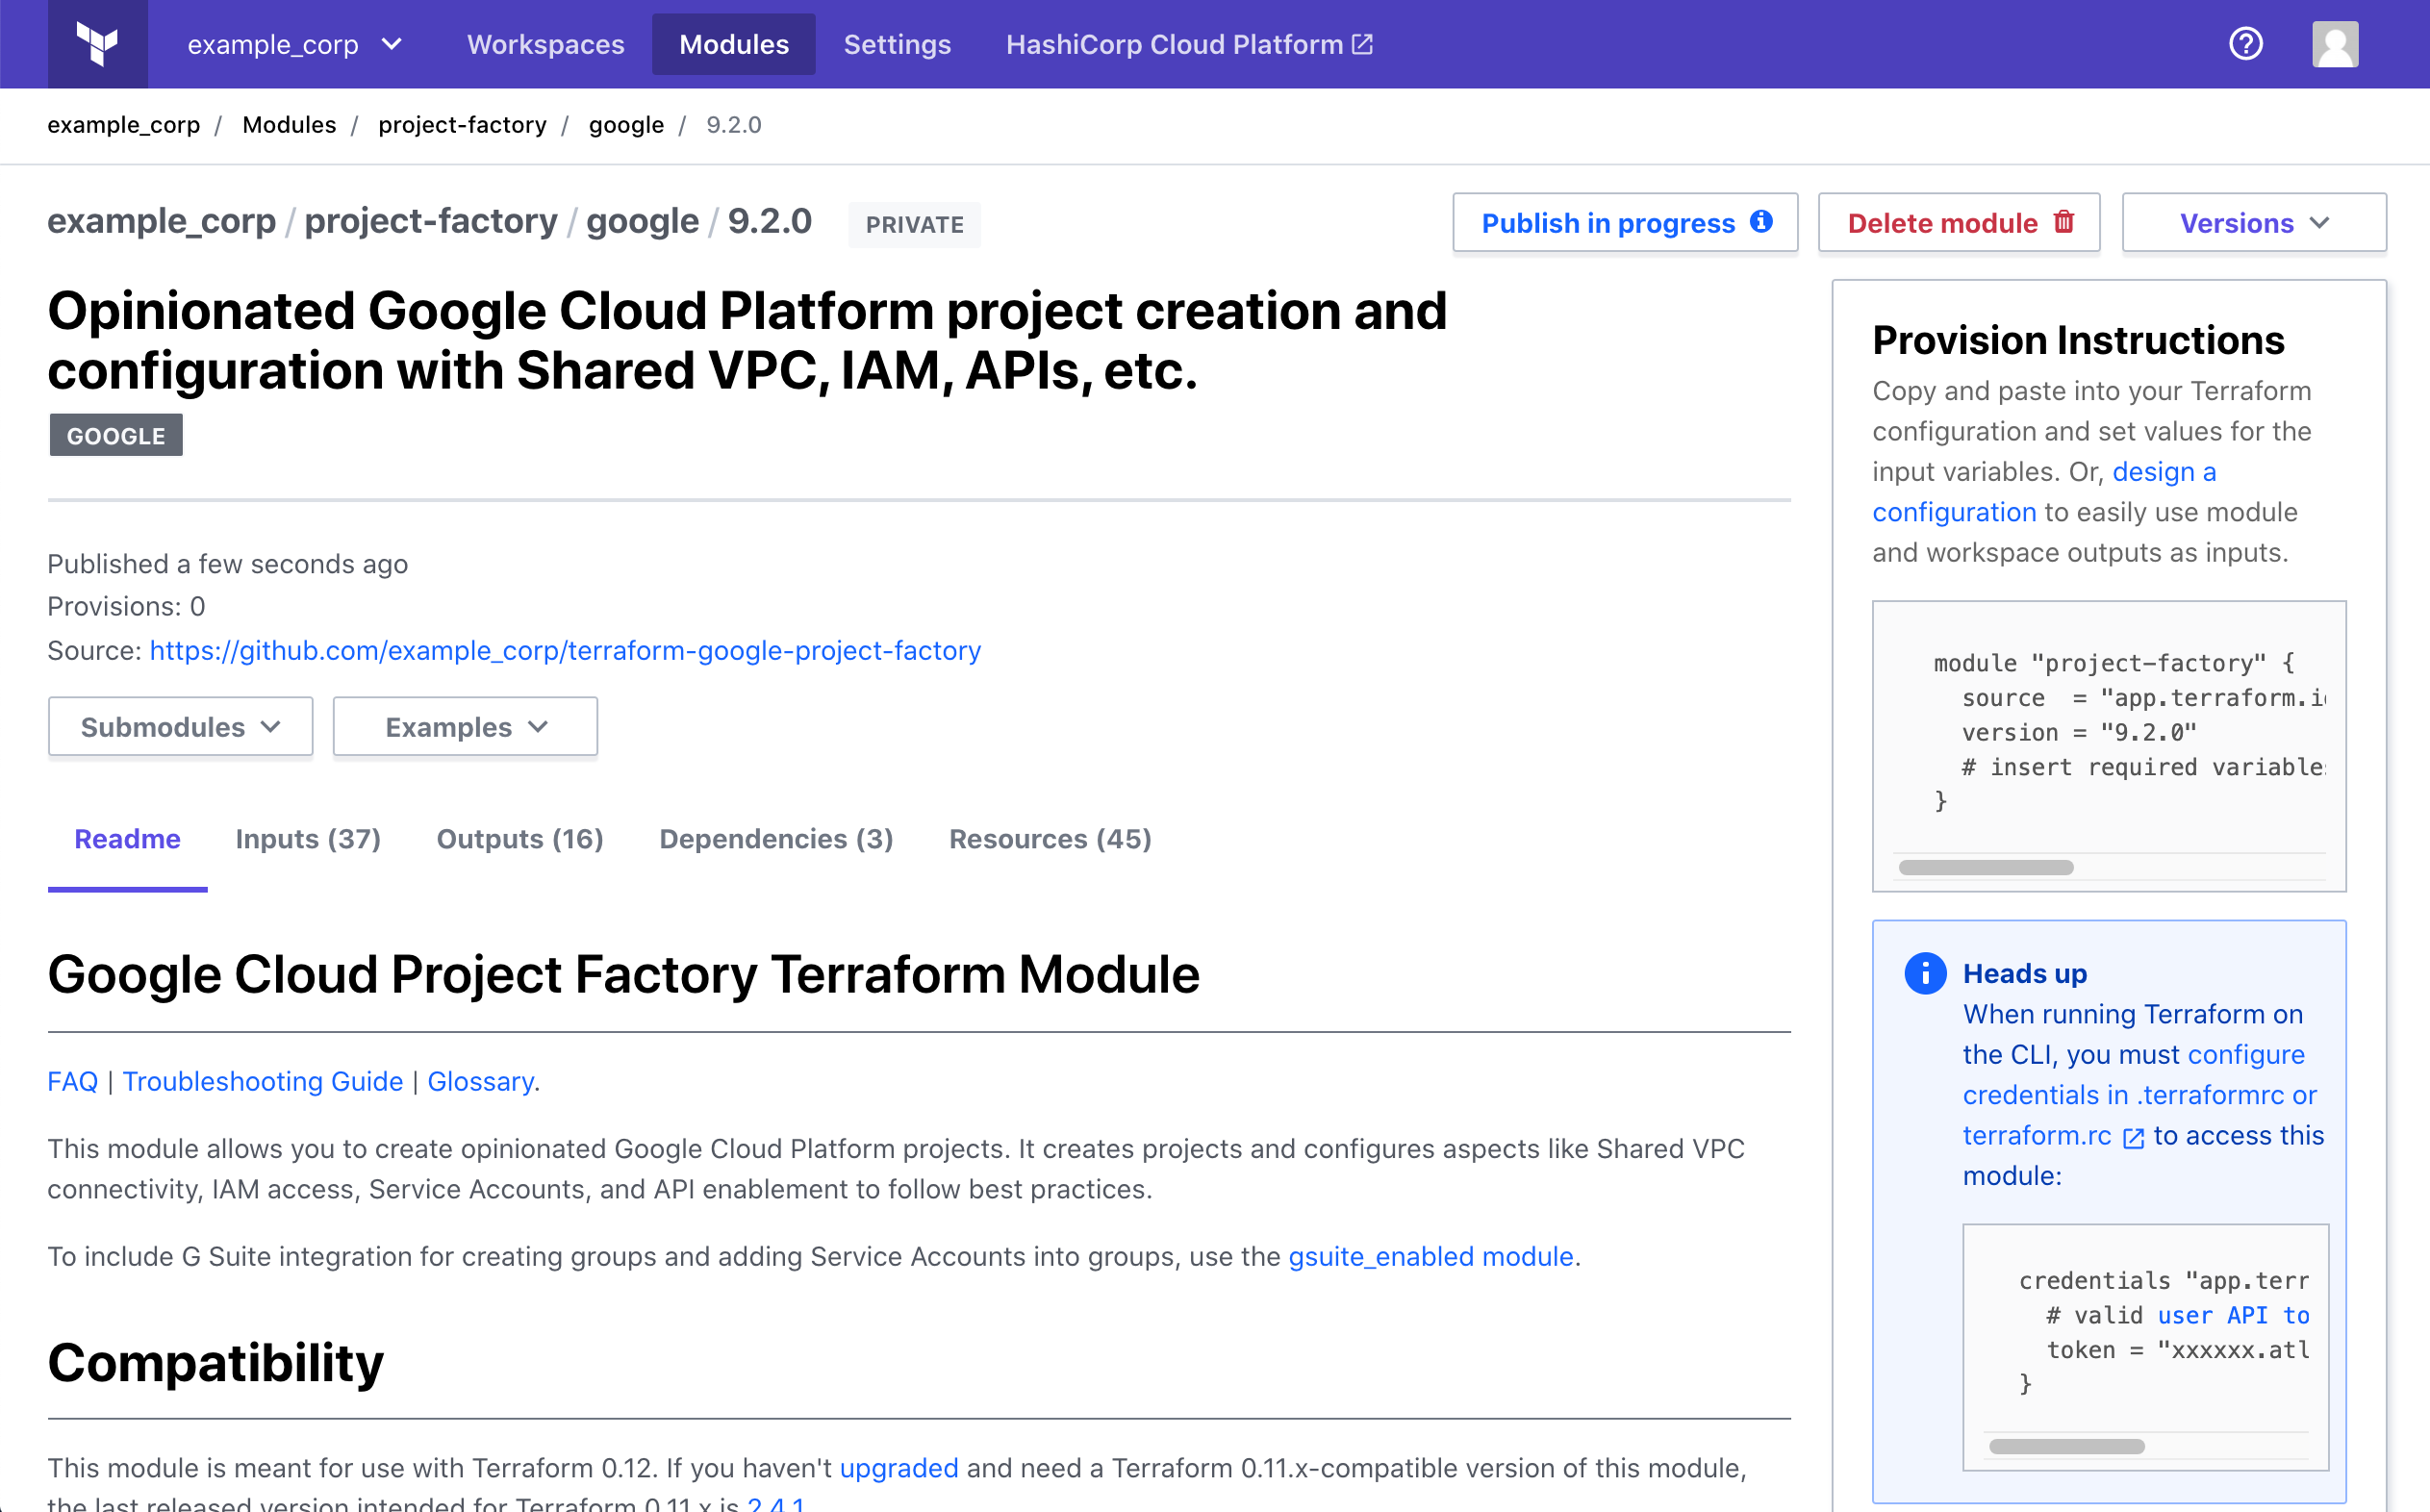 example_corp Workspaces Modules Settings HashiCorp Cloud Platform
example_corp / Modules / project-factory / google / 9.2.0
example_corp / project-factory / google / 9.2.0 PRIVATE
Publish in progress Delete module Versions
Opinionated Google Cloud Platform project creation and
configuration with Shared VPC, IAM, APIs, etc.
GOOGLE
Published a few seconds ago
Provisions: 0
Source: https://github.com/example_corp/terraform-google-project-factory
Submodules Examples
Readme Inputs (37) Outputs (16) Dependencies (3) Resources (45)
Google Cloud Project Factory Terraform Module
FAQ | Troubleshooting Guide | Glossary.
This module allows you to create opinionated Google Cloud Platform projects. It creates projects and configures aspects like Shared VPC
connectivity, IAM access, Service Accounts, and API enablement to follow best practices.
To include G Suite integration for creating groups and adding Service Accounts into groups, use the gsuite_enabled module.
Compatibility
This module is meant for use with Terraform 0.12. If you haven't upgraded and need a Terraform 0.11.x-compatible version of this module,
the last released version intended for Terraform 0.11.x is 2.4.1
Provision Instructions
Copy and paste into your Terraform
configuration and set values for the
input variables. Or, design a
configuration to easily use module
and workspace outputs as inputs.
module "project-factory" {
source = "app.terraform.i
version = "9.2.0"
# insert required variable
}
Heads up
When running Terraform on
the CLI, you must configure
credentials in .terraformrc or
terraform.rc to access this
module:
credentials "app.terr
# valid user API to
token = "xxxxxx.atl
}